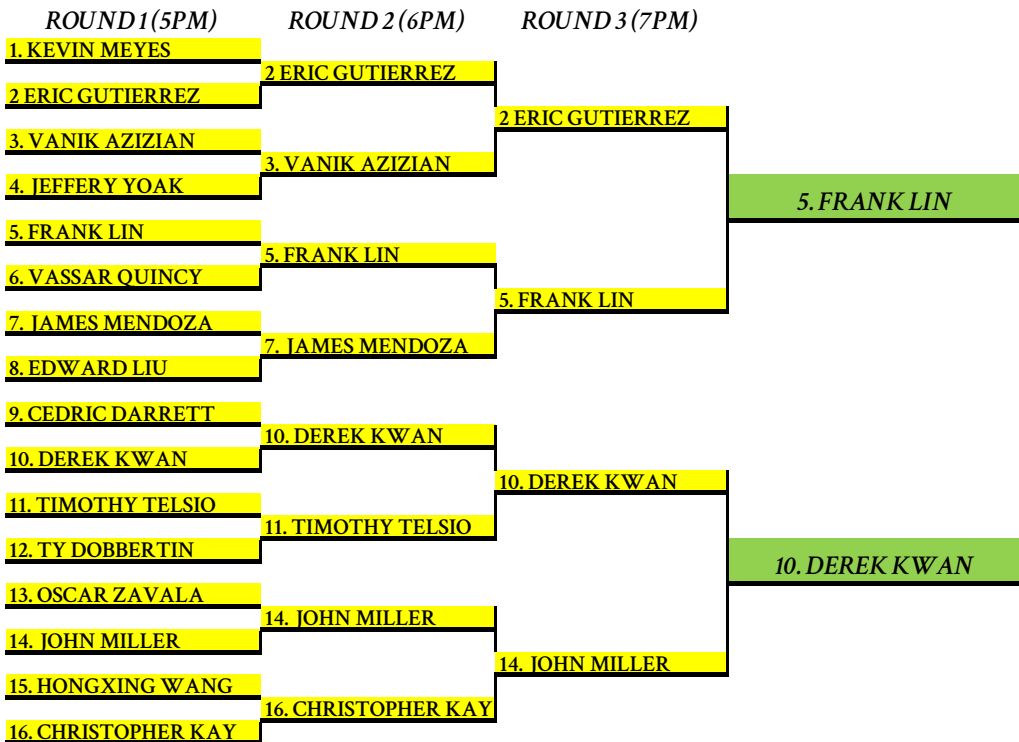 ROUND 1 (5PM) ROUND 2 (6PM) ROUND 3 (7PM)
1. KEVIN MEYES
2 ERIC GUTIERREZ
2 ERIC GUTIERREZ
2 ERIC GUTIERREZ
3. VANIK AZIZIAN
3. VANIK AZIZIAN
4. JEFFERY YOAK
5. FRANK LIN
5. FRANK LIN
5. FRANK LIN
6. VASSAR QUINCY
5. FRANK LIN
7. JAMES MENDOZA
7. JAMES MENDOZA
8. EDWARD LIU
9. CEDRIC DARRETT
10. DEREK KWAN
10. DEREK KWAN
10. DEREK KWAN
11. TIMOTHY TELSIO
11. TIMOTHY TELSIO
12. TY DOBBERTIN
10. DEREK KWAN
13. OSCAR ZAVALA
14. JOHN MILLER
14. JOHN MILLER
14. JOHN MILLER
15. HONGXING WANG
16. CHRISTOPHER KAY
16. CHRISTOPHER KAY